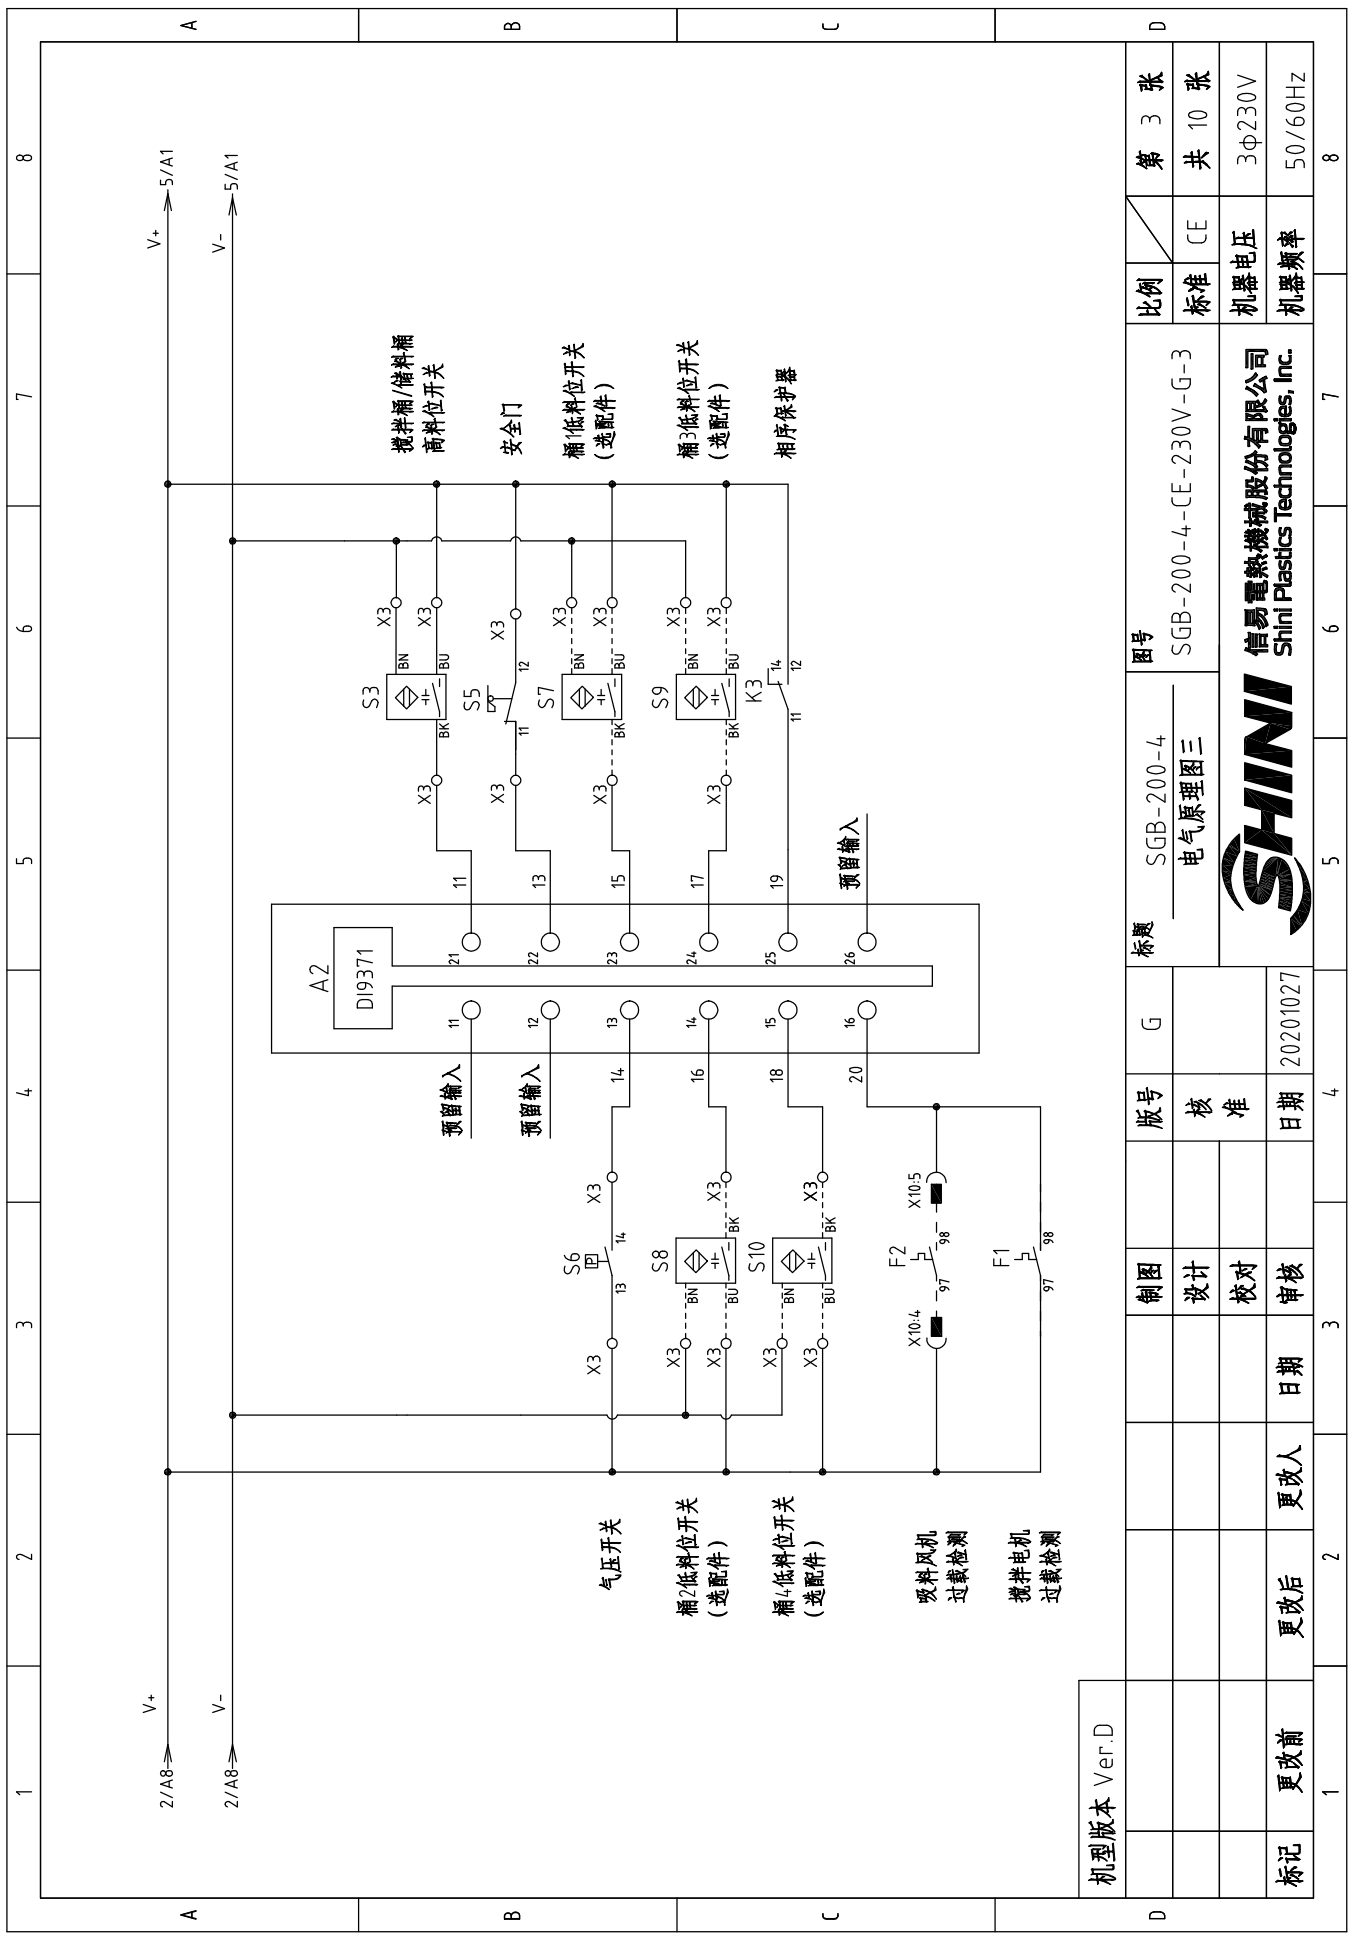 1 2 3 4 5 6 7 8
A
B
C
D
2/A8
V+
V+
5/A1
2/A8
V-
V-
5/A1
搅拌桶/储料桶
高料位开关
安全门
桶1低料位开关
(选配件)
桶3低料位开关
(选配件)
相序保护器
X3
BN
X3
S3
BU
BK
X3
11
21
X3
12
S5
11
X3
13
22
X3
X3
BN
S7
BU
BK
X3
15
23
X3
X3
BN
S9
BU
BK
X3
17
24
K3
14
12
11
19
25
预留输入
26
A2
DI9371
预留输入
11
预留输入
12
气压开关
X3
S6
P
13
14
X3
14
13
桶2低料位开关
(选配件)
X3
X3
BN
BU
S8
BK
X3
16
14
桶4低料位开关
(选配件)
X3
X3
BN
BU
S10
BK
X3
18
15
吸料风机
过载检测
X10:4
97
F2
98
X10:5
20
16
搅拌电机
过载检测
97
F1
98
A
B
C
D
机型版本 Ver.D
标记
更改前
更改后
更改人
日期
制图
设计
校对
审核
版号
G
核
准
日期
20201027
标题
SGB-200-4
电气原理图三
图号
SGB-200-4-CE-230V-G-3
SHINI
信易電熱機械股份有限公司
Shini Plastics Technologies, Inc.
比例
第 3 张
标准
CE
共 10 张
机器电压
3φ230V
机器频率
50/60Hz
1 2 3 4 5 6 7 8